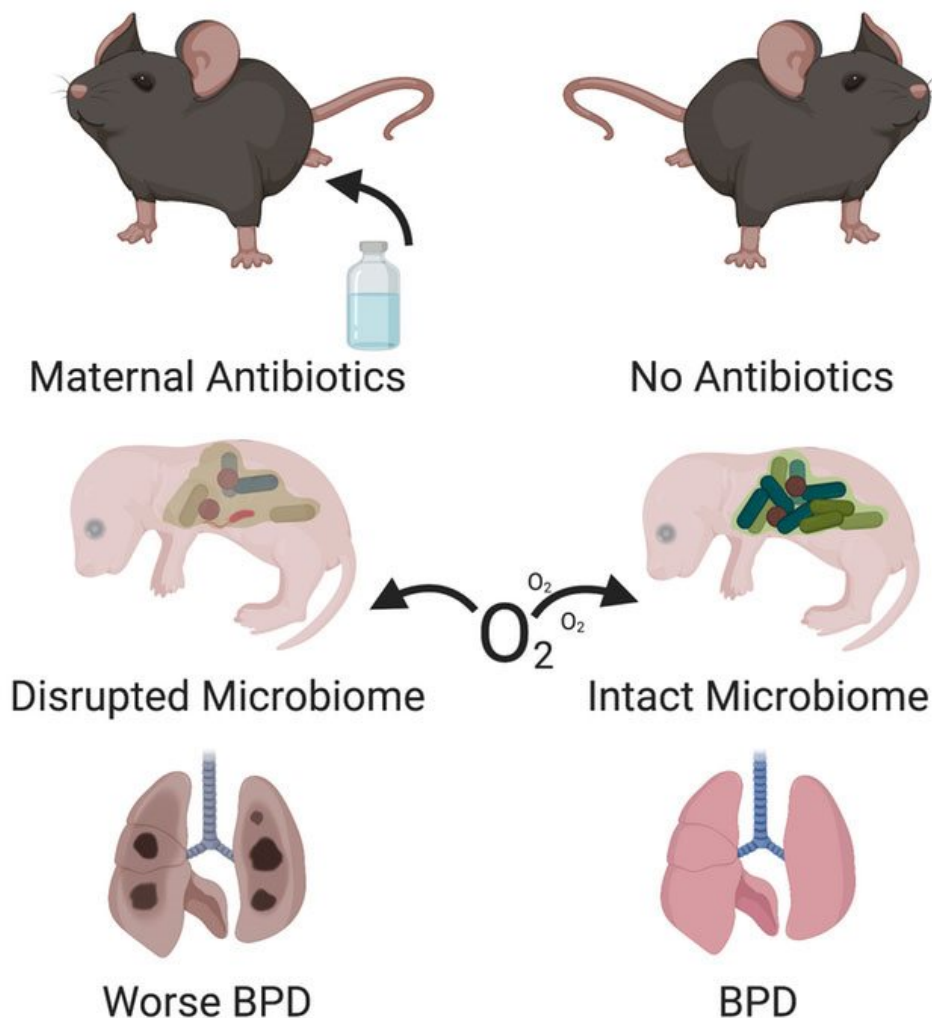 Maternal Antibiotics
No Antibiotics
O₂
O₂
O₂
Disrupted Microbiome
Intact Microbiome
Worse BPD
BPD